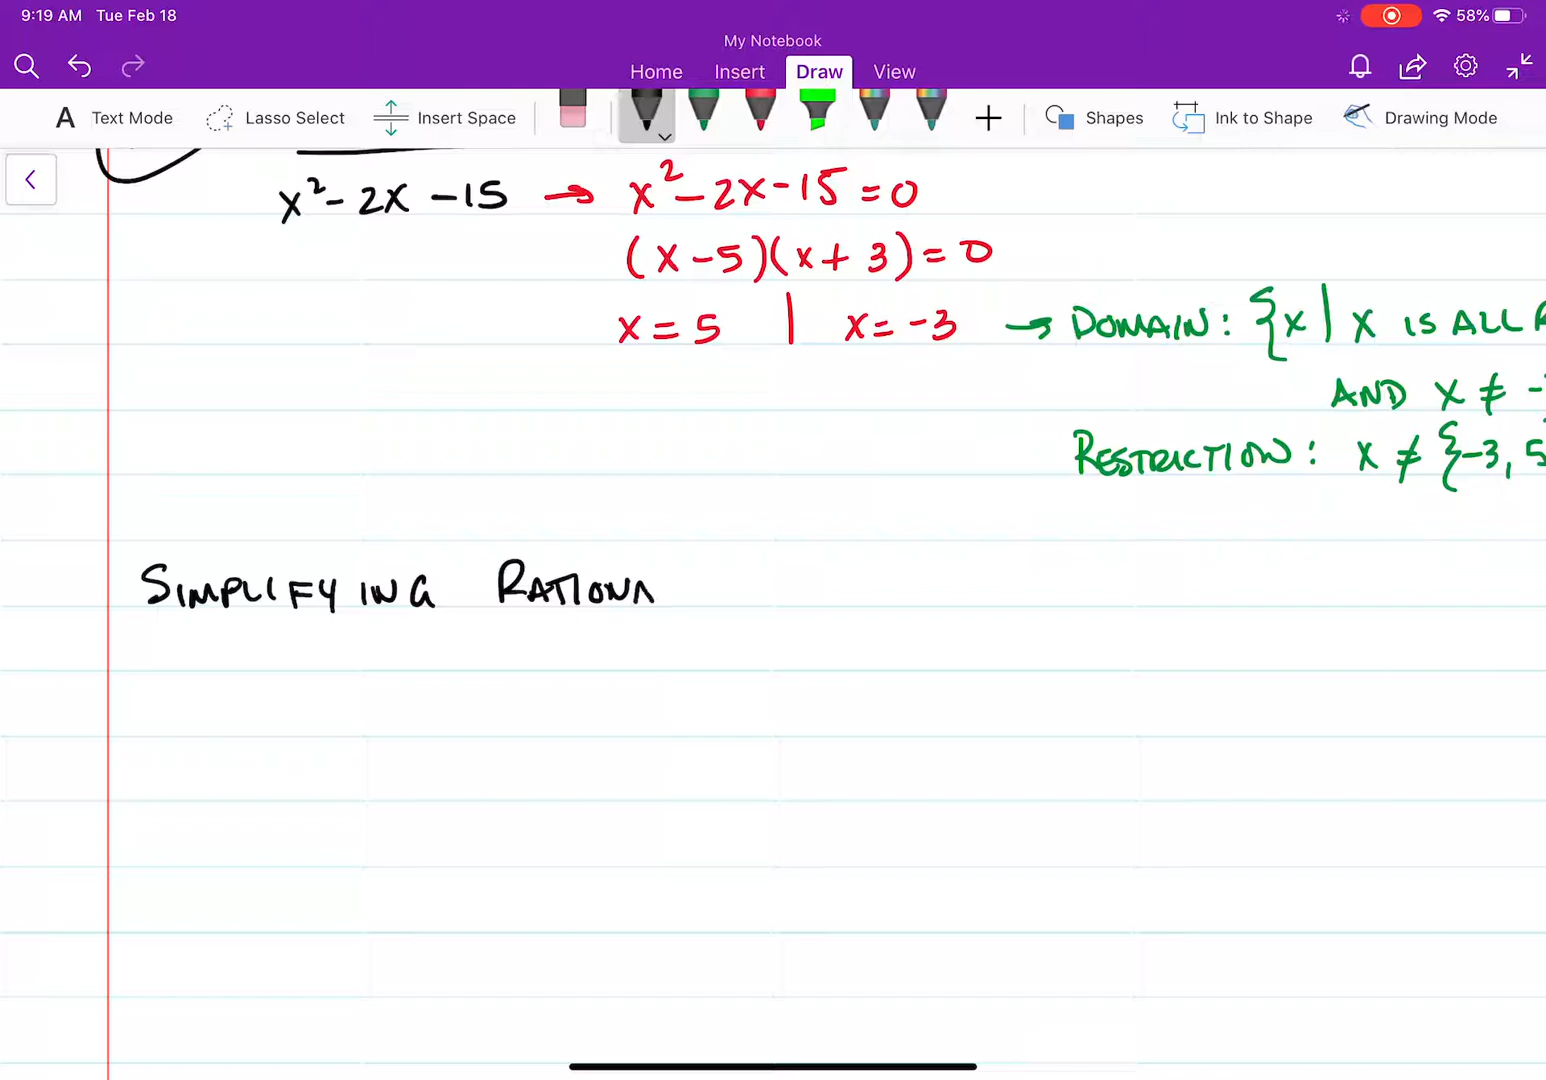 9:19 AM Tue Feb 18
58%
My Notebook
Home Insert Draw View
A Text Mode Lasso Select Insert Space Shapes Ink to Shape Drawing Mode
x² - 2x - 15 → x² - 2x - 15 = 0
(x - 5)(x + 3) = 0
x = 5 | x = -3 → DOMAIN: {x | x IS ALL
AND x ≠ -
RESTRICTION: x ≠ {-3, 5
SIMPLIFYING RATION